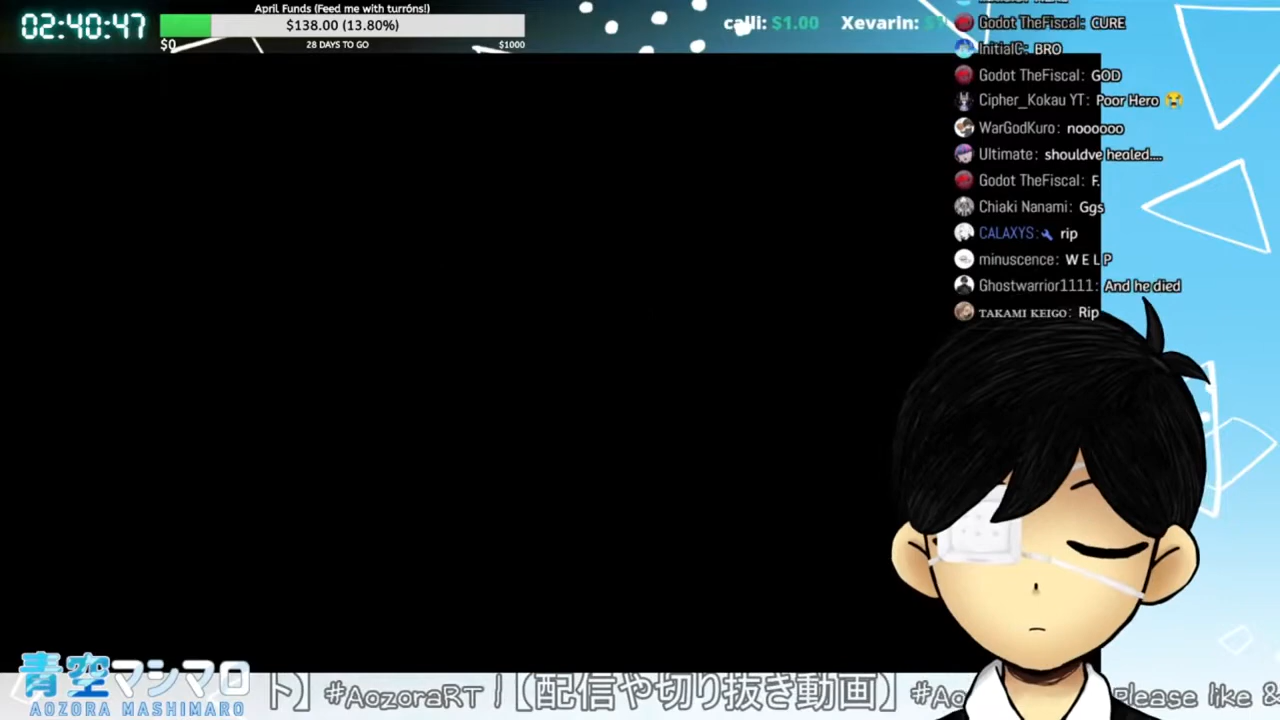 02:40:47
April Funds (Feed me with turróns!)
$138.00 (13.80%)
$0
28 DAYS TO GO
$1000
calli: $1.00 Xevarin:
Godot TheFiscal: CURE
InitialC: BRO
Godot TheFiscal: GOD
Cipher_Kokau YT: Poor Hero 😭
WarGodKuro: noooooo
Ultimate: shouldve healed....
Godot TheFiscal: F.
Chiaki Nanami: Ggs
CALAXYS: rip
minuscence: W E L P
Ghostwarrior1111: And he died
TAKAMI KEIGO: Rip
青空マシマロ
AOZORA MASHIMARO
ト】 #AozoraRT / 【配信や切り抜き動画】 #Ao
Please like &